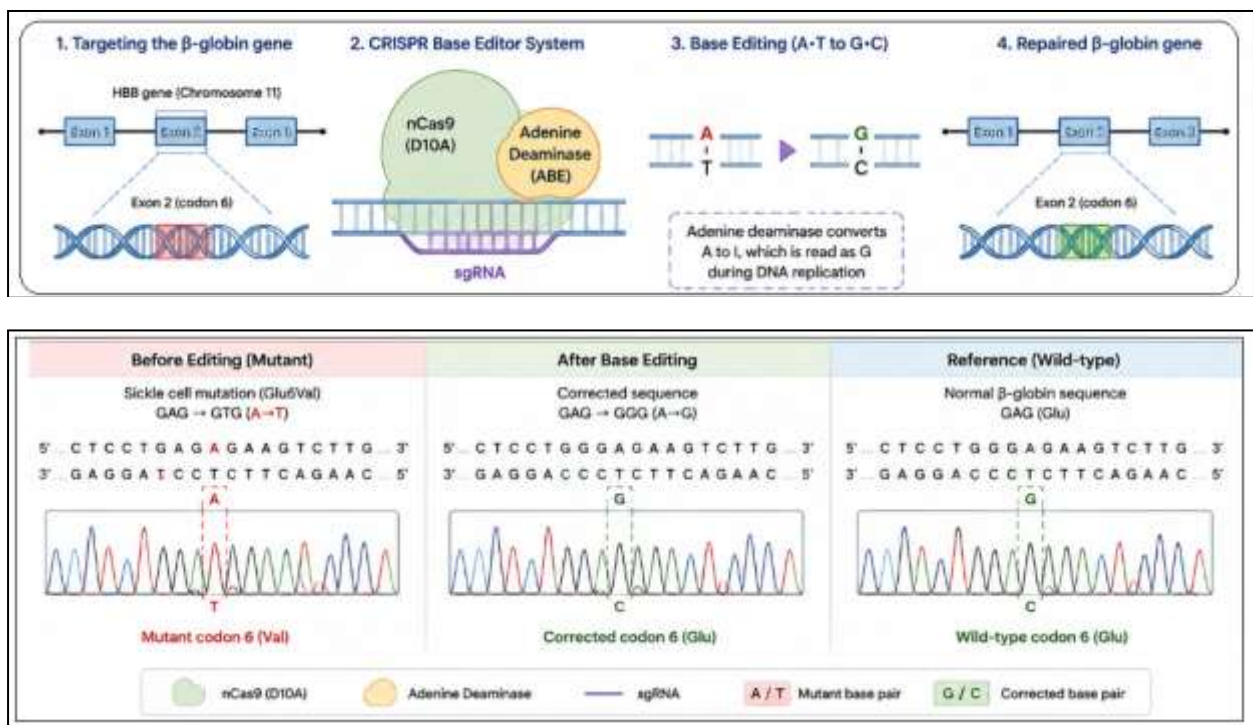 1. Targeting the β-globin gene
2. CRISPR Base Editor System
3. Base Editing (A·T to G·C)
4. Repaired β-globin gene
HBB gene (Chromosome 11)
Exon 1
Exon 2
Exon 2 (codon 6)
nCas9
(D10A)
Adenine
Deaminase
(ABE)
sgRNA
A
T
G
C
Adenine deaminase converts
A to I, which is read as G
during DNA replication
Exon 1
Exon 3
Exon 2 (codon 6)
Before Editing (Mutant)
Sickle cell mutation (Glu6Val)
GAG → GTG (A→T)
5' ... C T C C T G A G A G A A G T C T T G ... 3'
3' ... G A G G A T C C T C T T C A G A A C ... 5'
A
T
Mutant codon 6 (Val)
After Base Editing
Corrected sequence
GAG → GGG (A→G)
5' ... C T C C T G G G A G A A G T C T T G ... 3'
3' ... G A G G A C C C T C T T C A G A A C ... 5'
G
C
Corrected codon 6 (Glu)
Reference (Wild-type)
Normal β-globin sequence
GAG (Glu)
5' ... C T C C T G G G A G A A G T C T T G ... 3'
3' ... G A G G A C C C T C T T C A G A A C ... 5'
G
C
Wild-type codon 6 (Glu)
nCas9 (D10A)
Adenine Deaminase
sgRNA
A / T Mutant base pair
G / C Corrected base pair